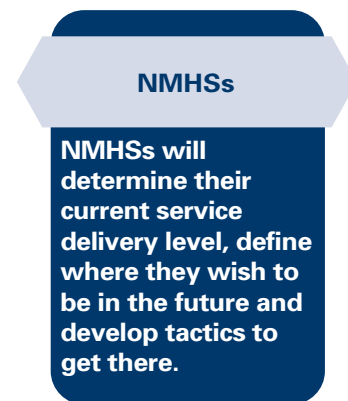 NMHSs
NMHSs will
determine their
current service
delivery level, define
where they wish to
be in the future and
develop tactics to
get there.